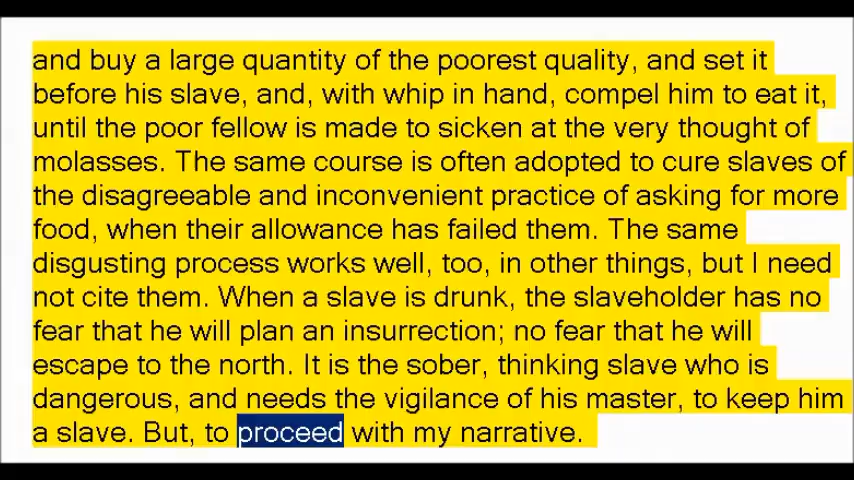 and buy a large quantity of the poorest quality, and set it
before his slave, and, with whip in hand, compel him to eat it,
until the poor fellow is made to sicken at the very thought of
molasses. The same course is often adopted to cure slaves of
the disagreeable and inconvenient practice of asking for more
food, when their allowance has failed them. The same
disgusting process works well, too, in other things, but I need
not cite them. When a slave is drunk, the slaveholder has no
fear that he will plan an insurrection; no fear that he will
escape to the north. It is the sober, thinking slave who is
dangerous, and needs the vigilance of his master, to keep him
a slave. But, to proceed with my narrative.